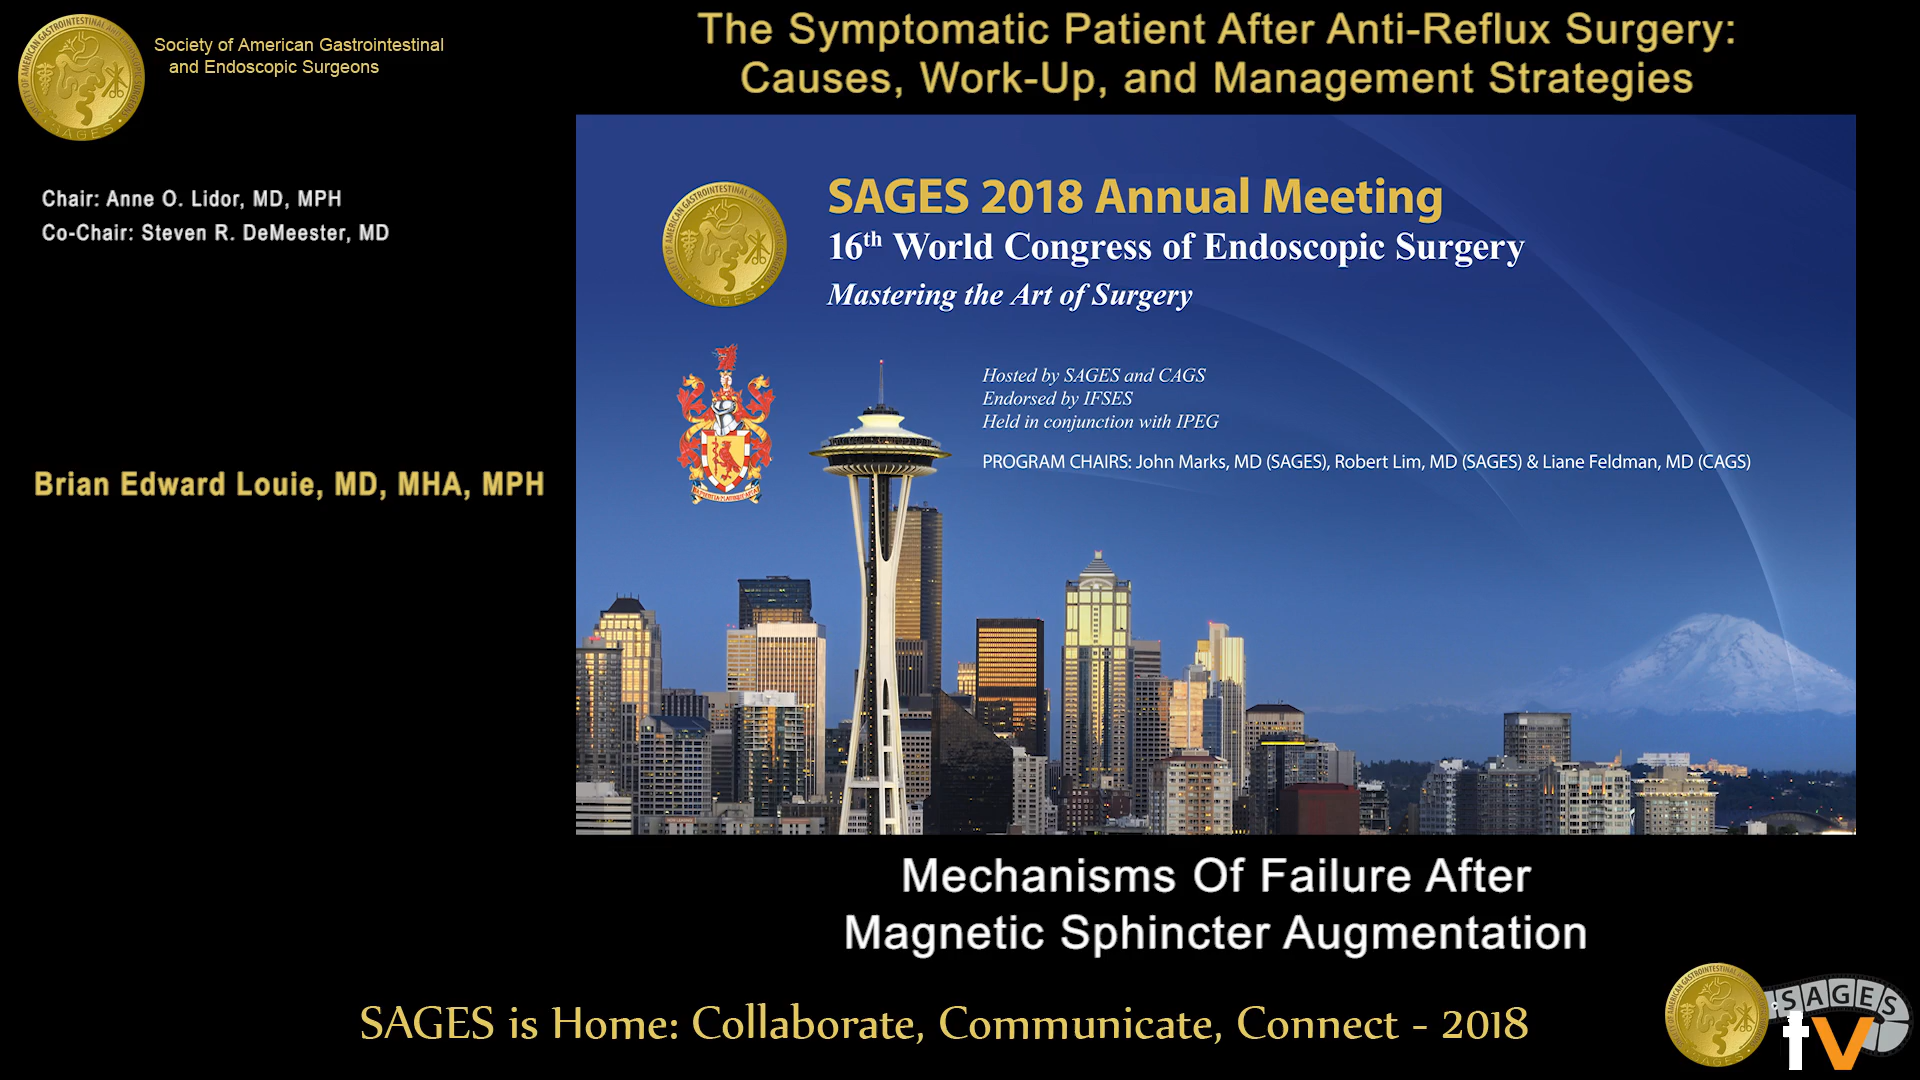 Society of American Gastrointestinal
and Endoscopic Surgeons
The Symptomatic Patient After Anti-Reflux Surgery:
Causes, Work-Up, and Management Strategies
Chair: Anne O. Lidor, MD, MPH
Co-Chair: Steven R. DeMeester, MD
Brian Edward Louie, MD, MHA, MPH
SAGES 2018 Annual Meeting
16th World Congress of Endoscopic Surgery
Mastering the Art of Surgery
Hosted by SAGES and CAGS
Endorsed by IFSES
Held in conjunction with IPEG
PROGRAM CHAIRS: John Marks, MD (SAGES), Robert Lim, MD (SAGES) & Liane Feldman, MD (CAGS)
Mechanisms Of Failure After
Magnetic Sphincter Augmentation
SAGES is Home: Collaborate, Communicate, Connect - 2018
SAGES
tv